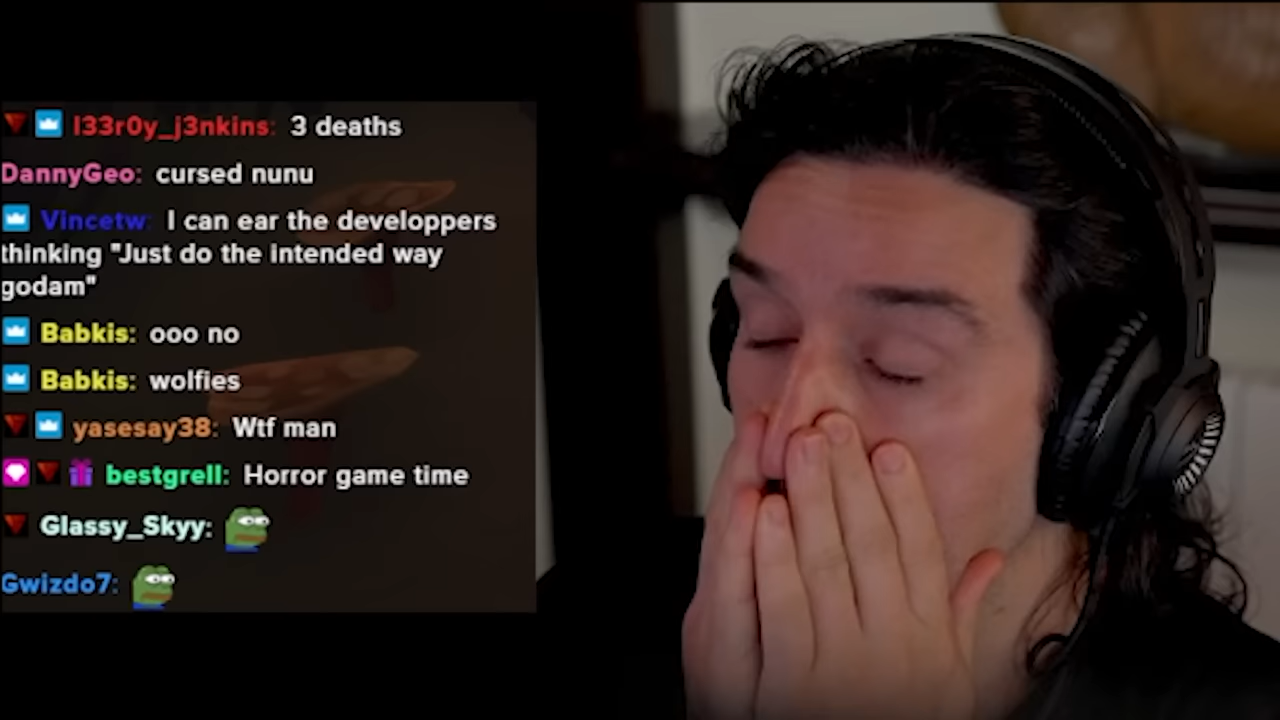 l33r0y_j3nkins: 3 deaths
DannyGeo: cursed nunu
Vincetw: I can ear the developpers
thinking "Just do the intended way
godam"
Babkis: ooo no
Babkis: wolfies
yasesay38: Wtf man
bestgrell: Horror game time
Glassy_Skyy:
Gwizdo7: